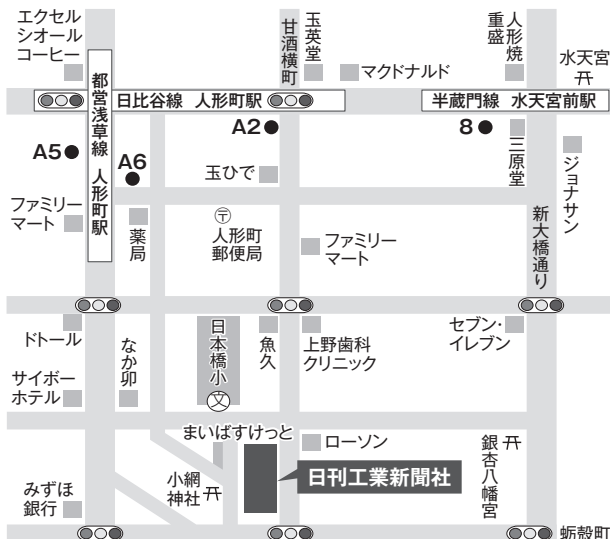 エクセル
シオール
コーヒー
甘酒横町
玉英堂
マクドナルド
人形焼
重盛
水天宮
都営浅草線 人形町駅
日比谷線 人形町駅
半蔵門線 水天宮前駅
A5
A6
A2
8
三原堂
ジョナサン
玉ひで
ファミリー
マート
薬局
〒
人形町
郵便局
ファミリー
マート
新大橋通り
ドトール
なか卯
日本橋小
文
魚久
上野歯科
クリニック
セブン・
イレブン
サイボー
ホテル
まいばすけっと
ローソン
銀杏八幡宮
小網
神社
日刊工業新聞社
みずほ
銀行
蛎殻町